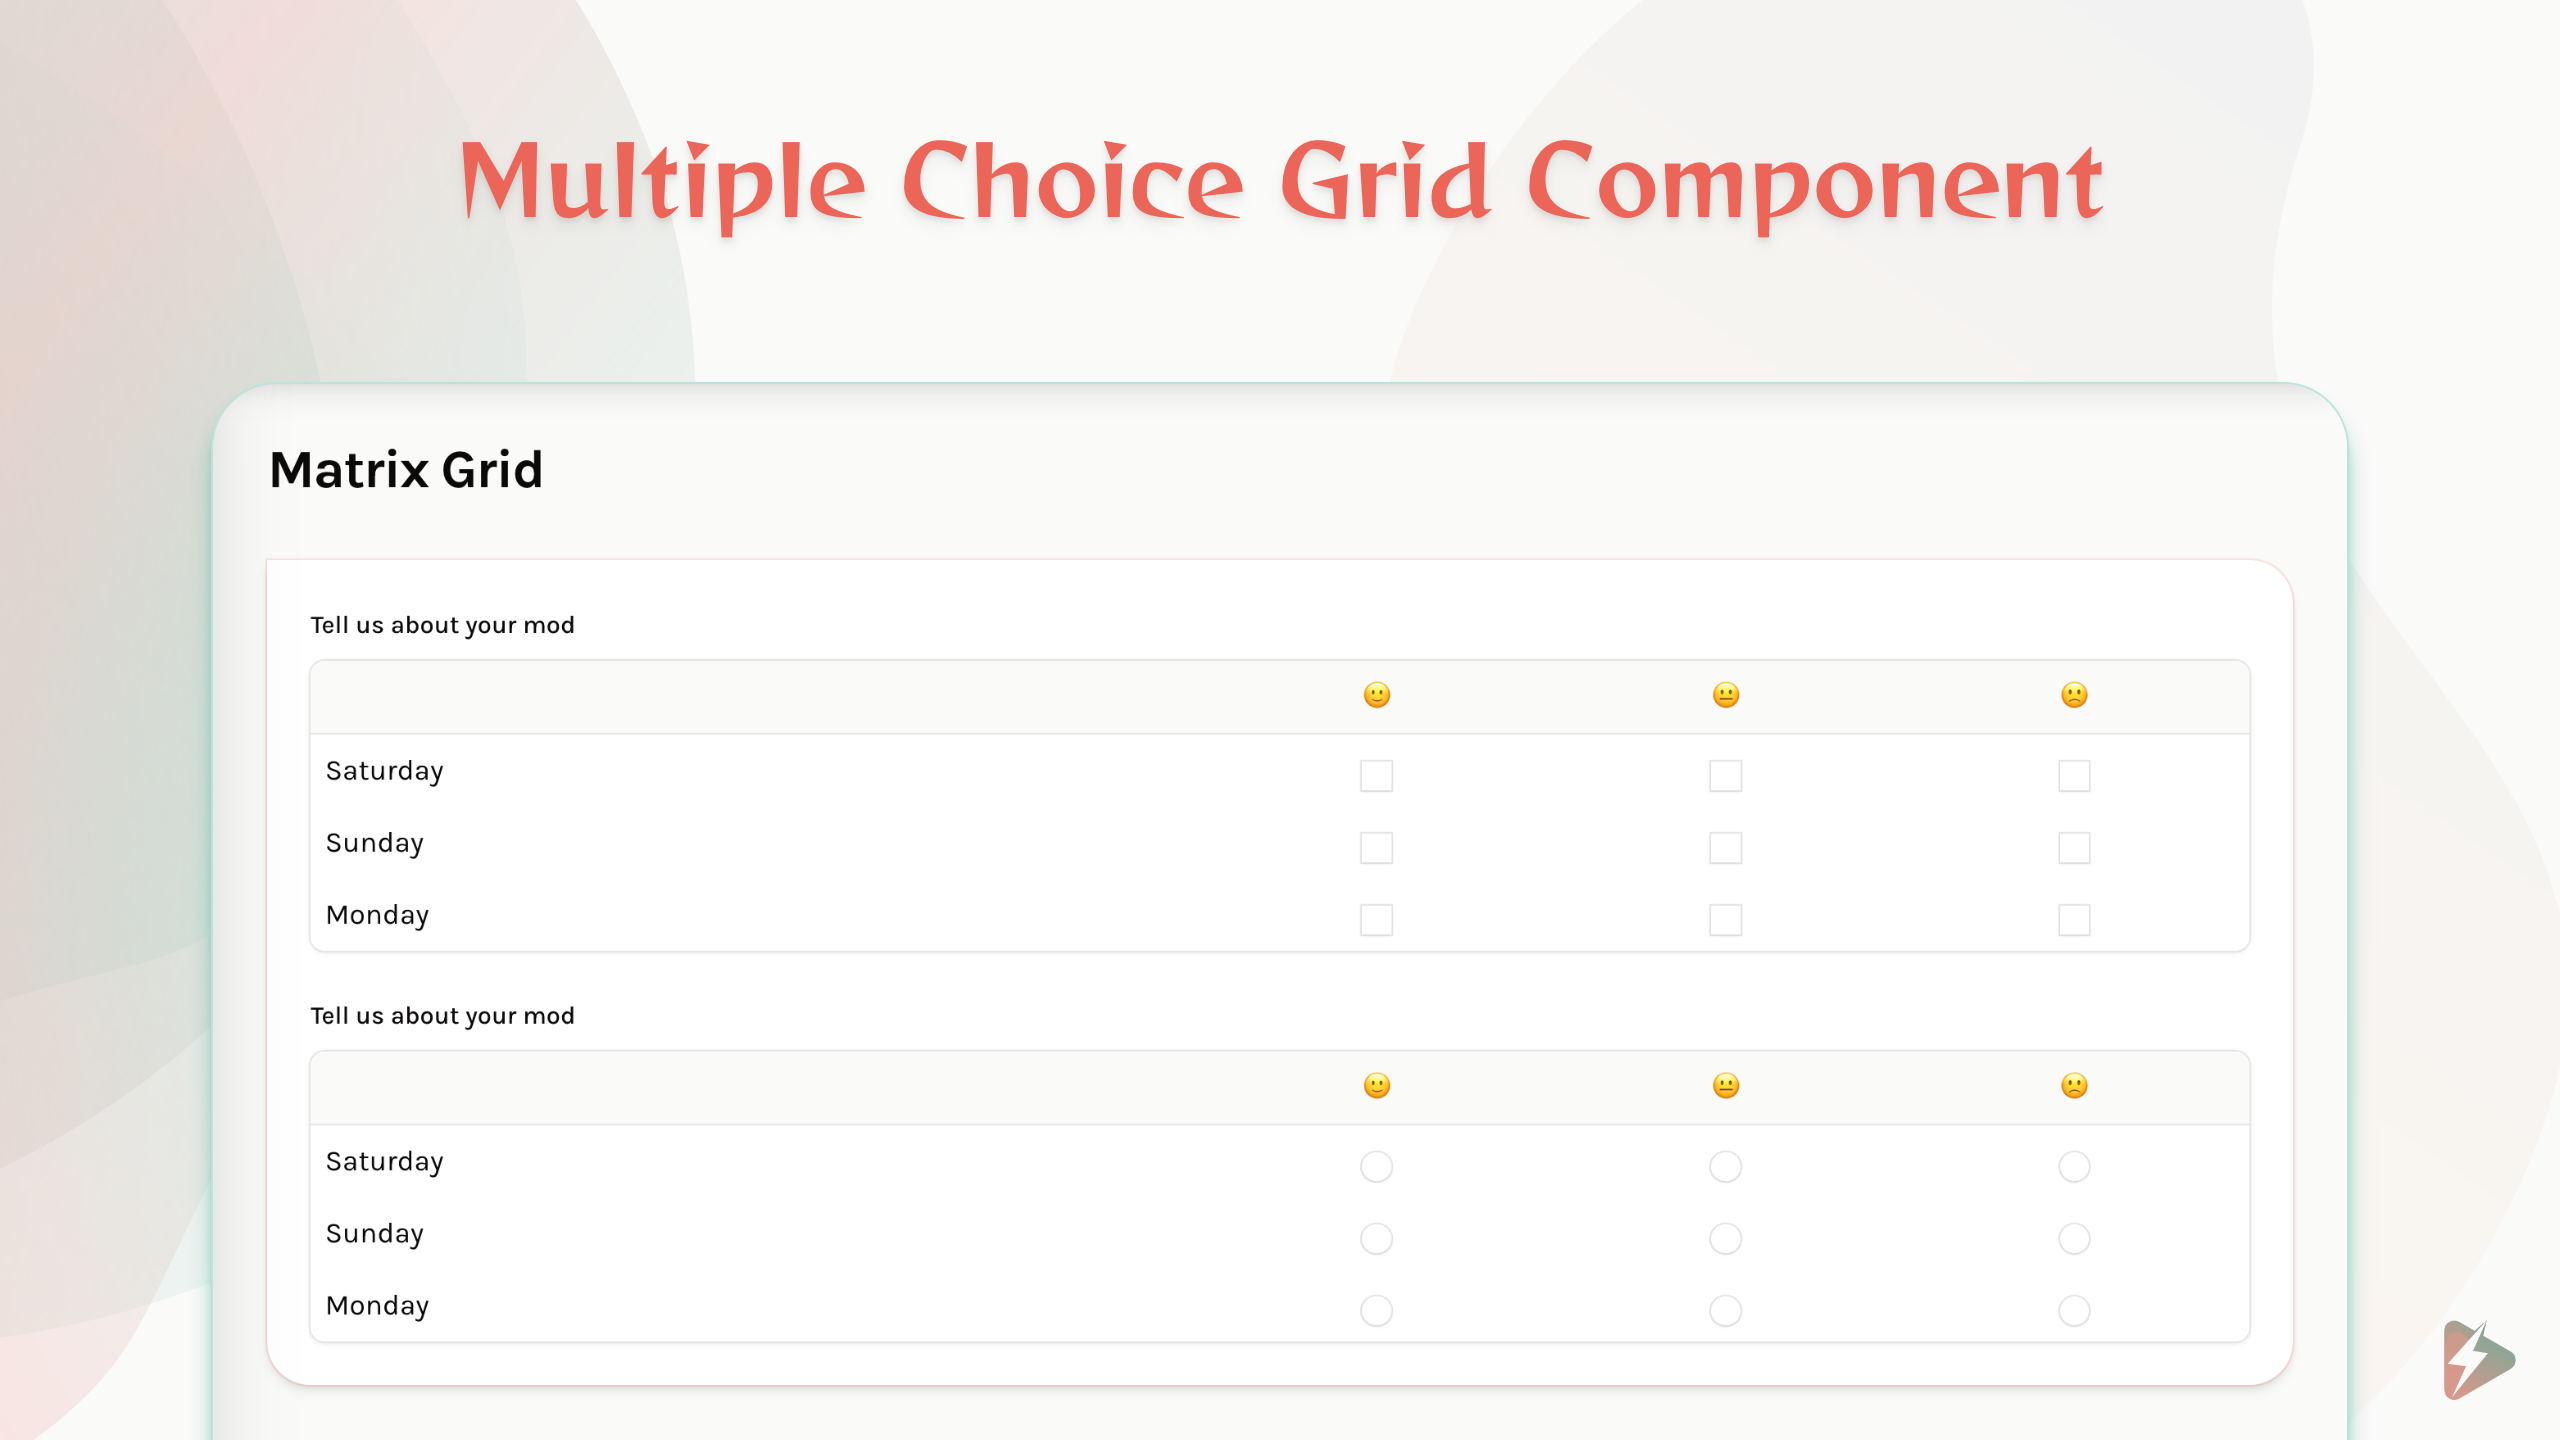 Multiple Choice Grid Component
Matrix Grid
Tell us about your mod
🙂 😐 🙁
Saturday
Sunday
Monday
Tell us about your mod
🙂 😐 🙁
Saturday
Sunday
Monday